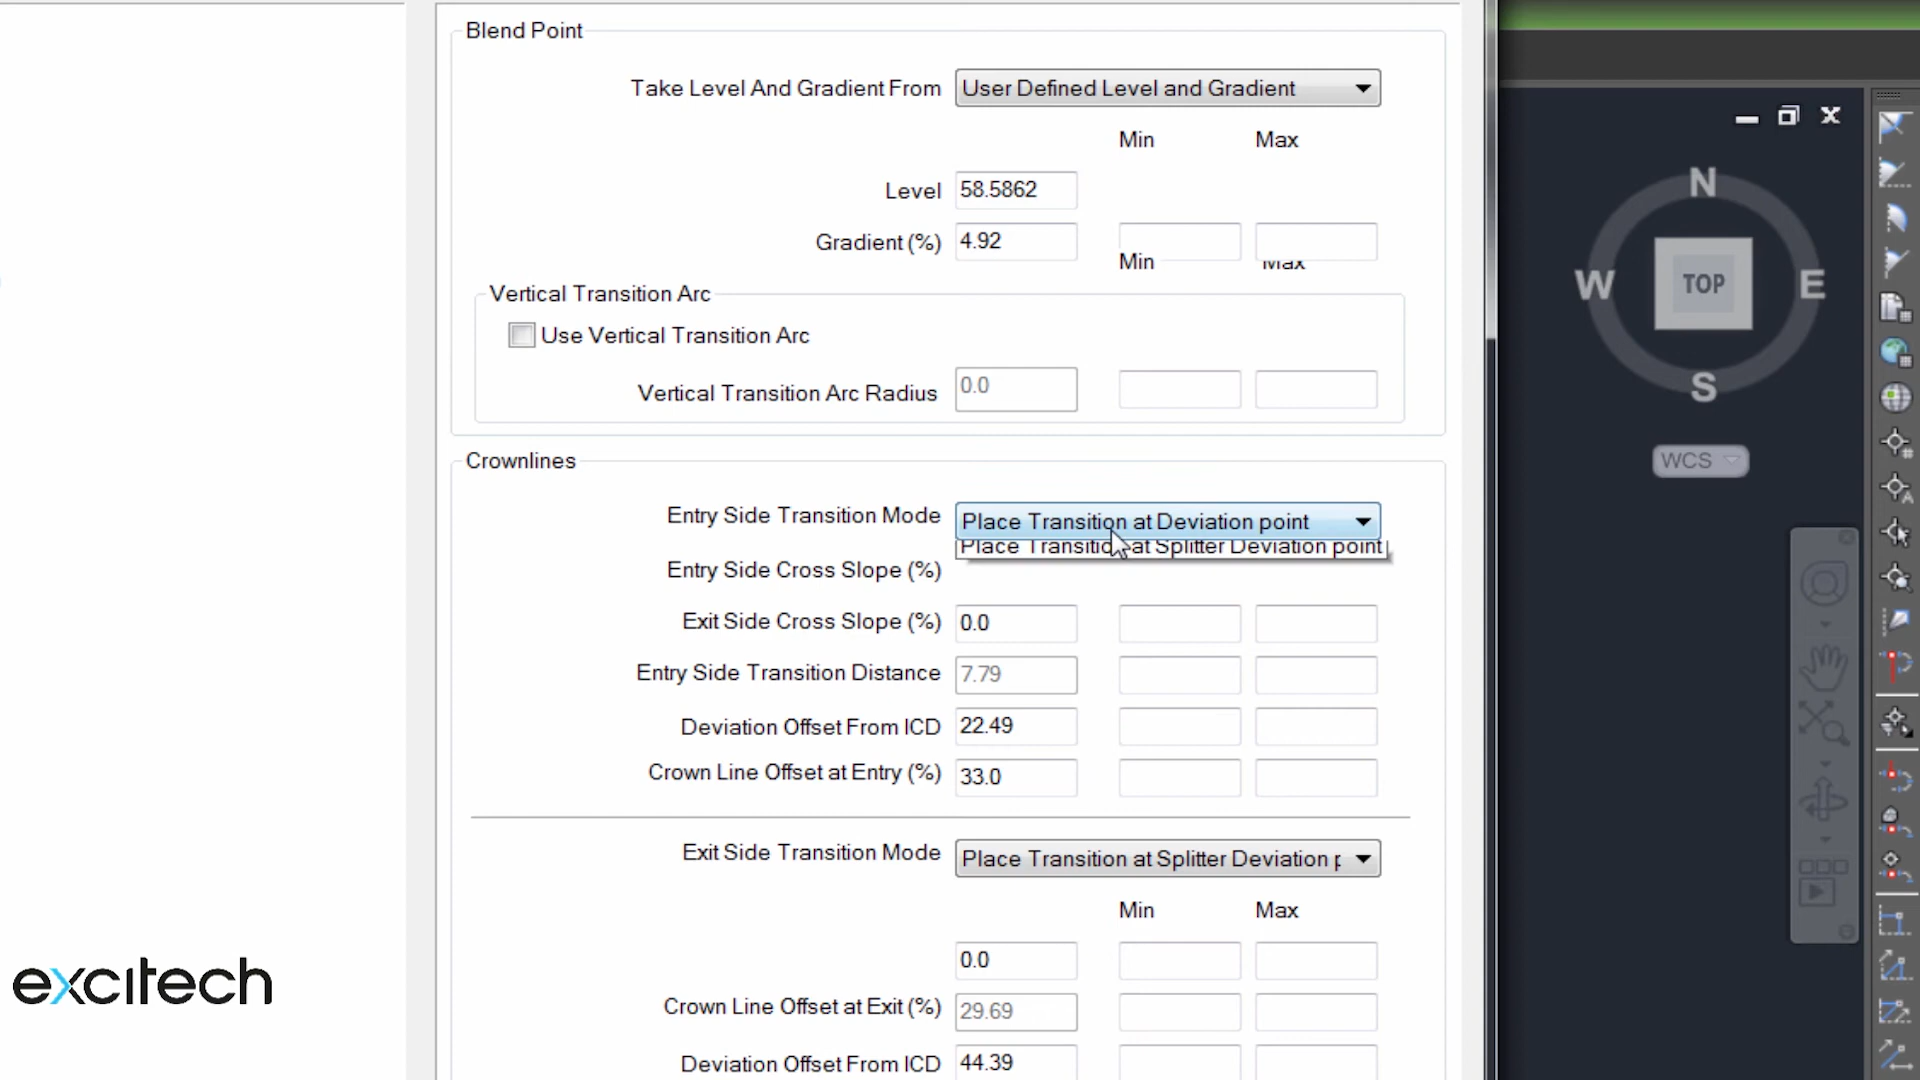 Blend Point
Take Level And Gradient From User Defined Level and Gradient
Min Max
Level 58.5862
Gradient (%) 4.92
Min Max
Vertical Transition Arc
Use Vertical Transition Arc
Vertical Transition Arc Radius 0.0
Crownlines
Entry Side Transition Mode Place Transition at Deviation point
Place Transition at Splitter Deviation point
Entry Side Cross Slope (%)
Exit Side Cross Slope (%) 0.0
Entry Side Transition Distance 7.79
Deviation Offset From ICD 22.49
Crown Line Offset at Entry (%) 33.0
Exit Side Transition Mode Place Transition at Splitter Deviation p
Min Max
0.0
Crown Line Offset at Exit (%) 29.69
Deviation Offset From ICD 44.39
excitech
N
W TOP E
S
WCS